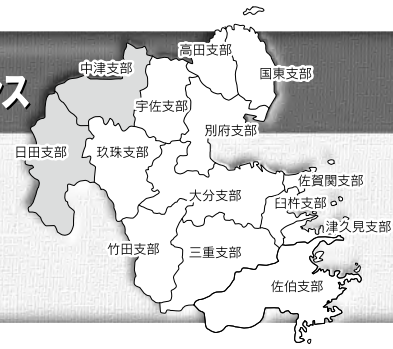 高田支部
中津支部
国東支部
ンス
宇佐支部
別府支部
日田支部
玖珠支部
佐賀関支部
大分支部
臼杵支部
津久見支部
竹田支部
三重支部
佐伯支部